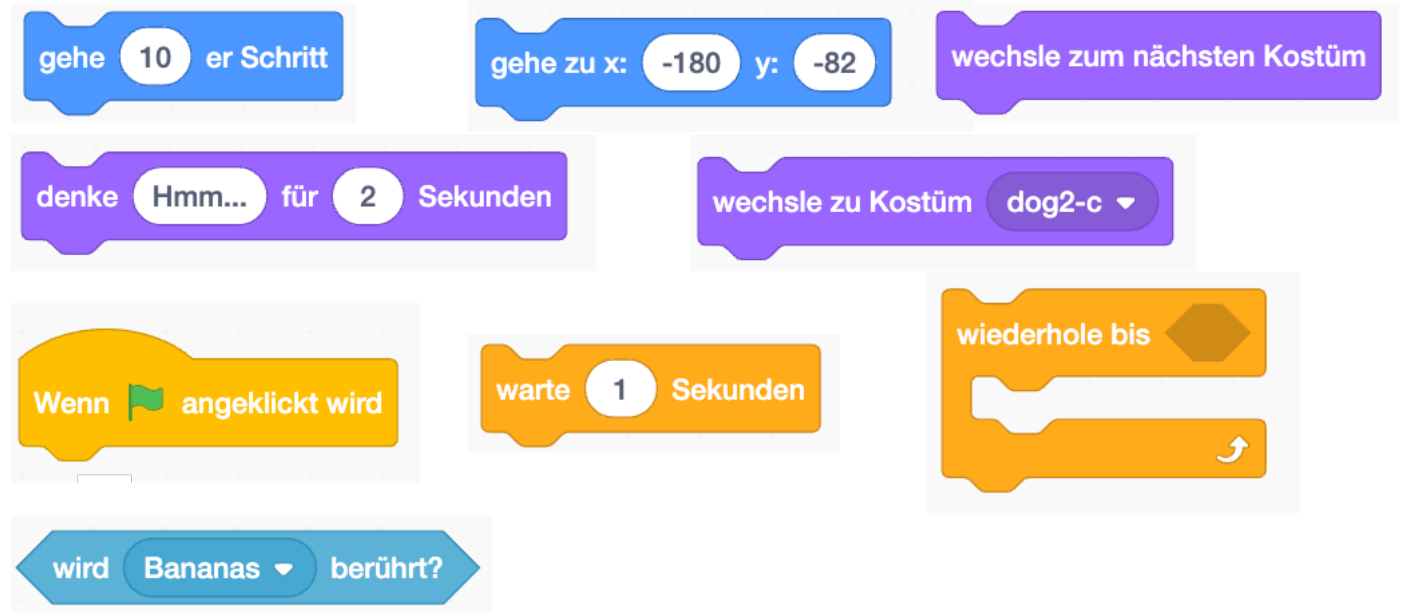 gehe 10 er Schritt
gehe zu x: -180 y: -82
wechsle zum nächsten Kostüm
denke Hmm... für 2 Sekunden
wechsle zu Kostüm dog2-c
Wenn angeklickt wird
warte 1 Sekunden
wiederhole bis
wird Bananas berührt?